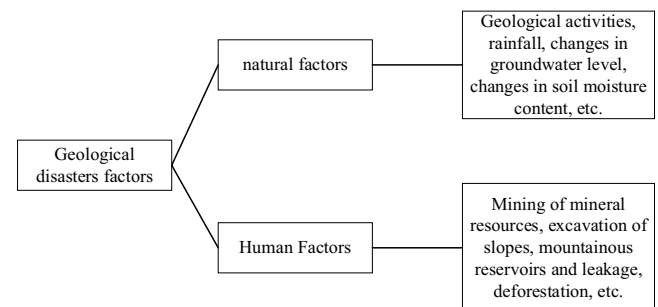 Geological
disasters factors
natural factors
Geological activities,
rainfall, changes in
groundwater level,
changes in soil moisture
content, etc.
Human Factors
Mining of mineral
resources, excavation of
slopes, mountainous
reservoirs and leakage,
deforestation, etc.